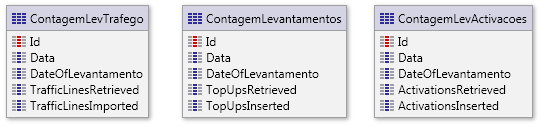 ContagemLevTrafego
Id
Data
DateOfLevantamento
TrafficLinesRetrieved
TrafficLinesImported
ContagemLevantamentos
Id
Data
DateOfLevantamento
TopUpsRetrieved
TopUpsInserted
ContagemLevActivacoes
Id
Data
DateOfLevantamento
ActivationsRetrieved
ActivationsInserted